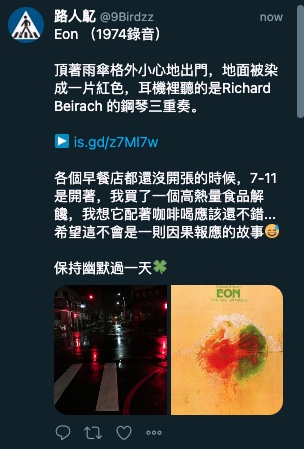 路人髛 @9Birdzz now
Eon （1974錄音）
頂著雨傘格外小心地出門，地面被染
成一片紅色，耳機裡聽的是Richard
Beirach 的鋼琴三重奏。
is.gd/z7MI7w
各個早餐店都還沒開張的時候，7-11
是開著，我買了一個高熱量食品解
饞，我想它配著咖啡喝應該還不錯...
希望這不會是一則因果報應的故事😅
保持幽默過一天🍀
EON